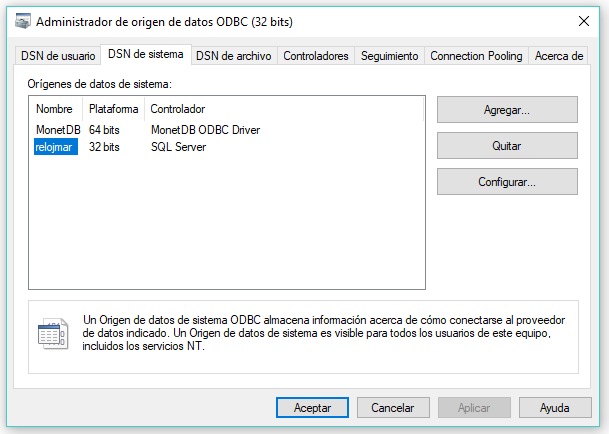 Administrador de origen de datos ODBC (32 bits)
DSN de usuario DSN de sistema DSN de archivo Controladores Seguimiento Connection Pooling Acerca de
Orígenes de datos de sistema:
Nombre Plataforma Controlador
MonetDB 64 bits MonetDB ODBC Driver
relojmar 32 bits SQL Server
Agregar...
Quitar
Configurar...
Un Origen de datos de sistema ODBC almacena información acerca de cómo conectarse al proveedor
de datos indicado. Un Origen de datos de sistema es visible para todos los usuarios de este equipo,
incluidos los servicios NT.
Aceptar Cancelar Aplicar Ayuda